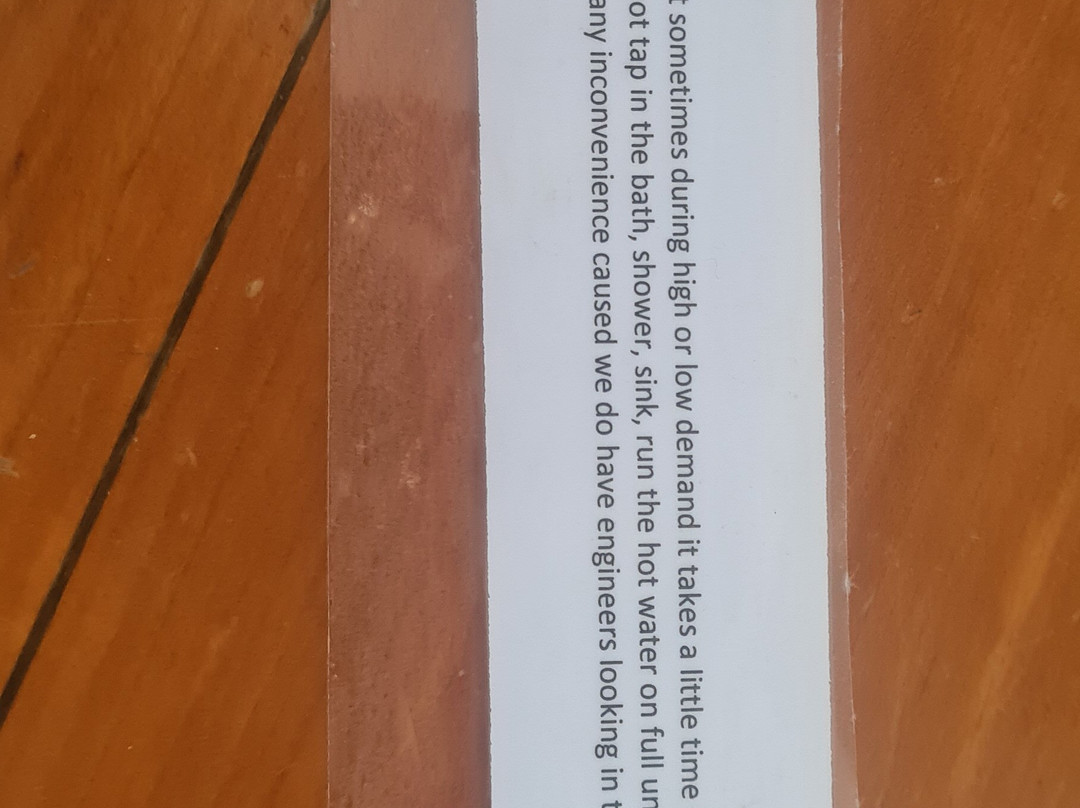 t sometimes during high or low demand it takes a little time
ot tap in the bath, shower, sink, run the hot water on full un
any inconvenience caused we do have engineers looking in t